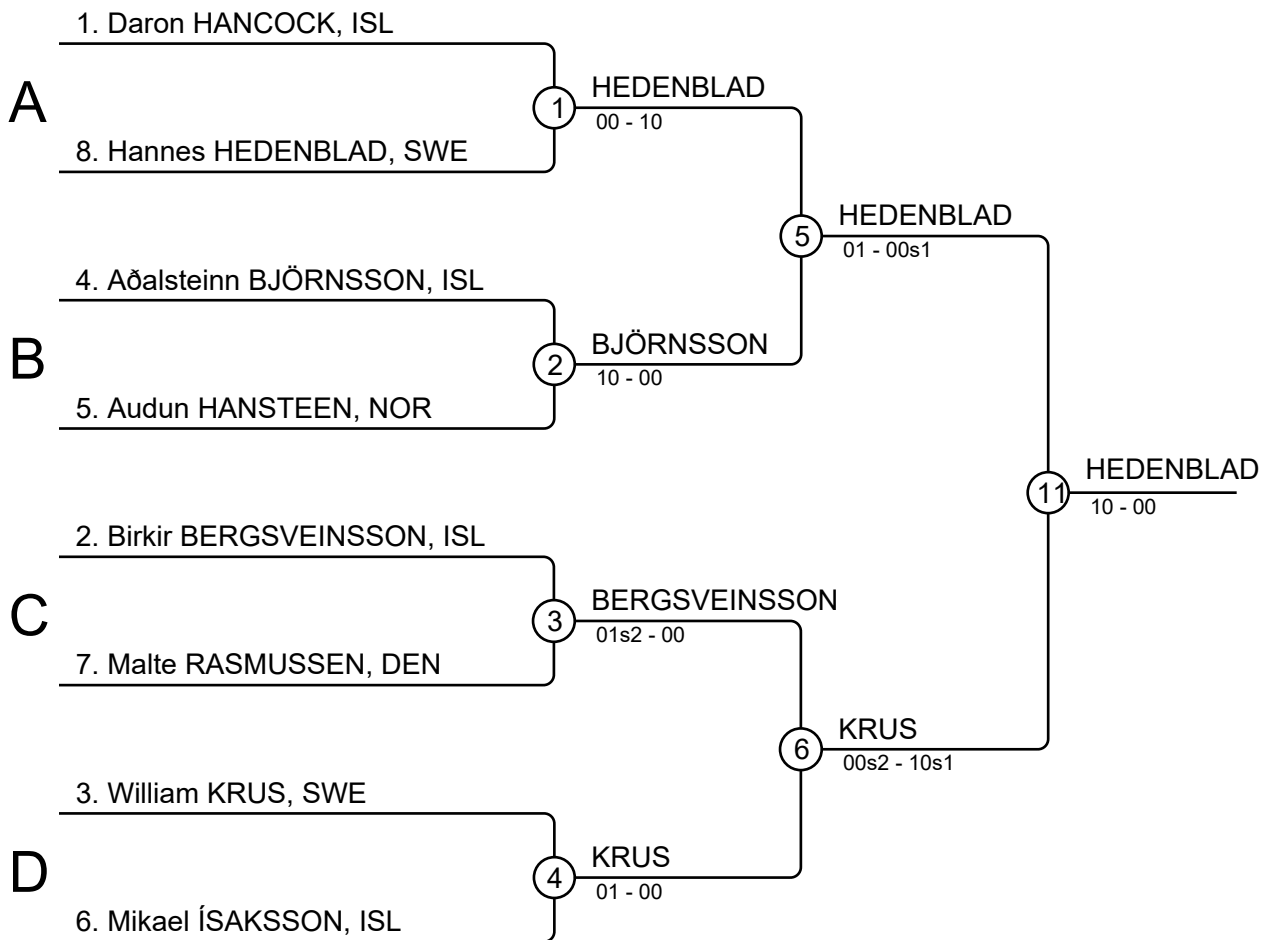 1. Daron HANCOCK, ISL
A
1
HEDENBLAD
00 - 10
8. Hannes HEDENBLAD, SWE
5
HEDENBLAD
01 - 00s1
4. Aðalsteinn BJÖRNSSON, ISL
B
2
BJÖRNSSON
10 - 00
5. Audun HANSTEEN, NOR
11
HEDENBLAD
10 - 00
2. Birkir BERGSVEINSSON, ISL
C
3
BERGSVEINSSON
01s2 - 00
7. Malte RASMUSSEN, DEN
6
KRUS
00s2 - 10s1
3. William KRUS, SWE
D
4
KRUS
01 - 00
6. Mikael ÍSAKSSON, ISL